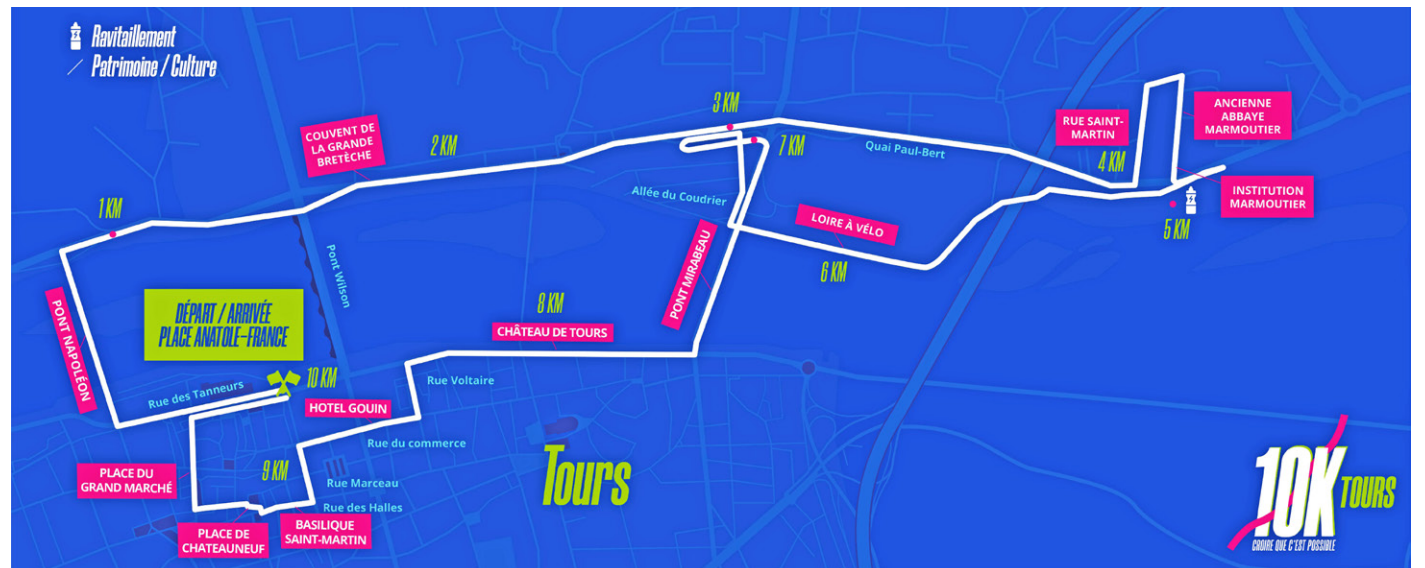 Ravitaillement
Patrimoine / Culture
3 KM
COUVENT DE
LA GRANDE
BRETÈCHE
2 KM
7 KM
Quai Paul-Bert
RUE SAINT-
MARTIN
4 KM
ANCIENNE
ABBAYE
MARMOUTIER
INSTITUTION
MARMOUTIER
5 KM
1 KM
Allée du Coudrier
LOIRE À VÉLO
6 KM
Pont Wilson
PONT MIRABEAU
PONT NAPOLÉON
DÉPART / ARRIVÉE
PLACE ANATOLE-FRANCE
8 KM
CHÂTEAU DE TOURS
Rue des Tanneurs
10 KM
Rue Voltaire
HOTEL GOUIN
Rue du commerce
PLACE DU
GRAND MARCHÉ
9 KM
Rue Marceau
Rue des Halles
PLACE DE
CHATEAUNEUF
BASILIQUE
SAINT-MARTIN
Tours
10K TOURS
CROIRE QUE C'EST POSSIBLE